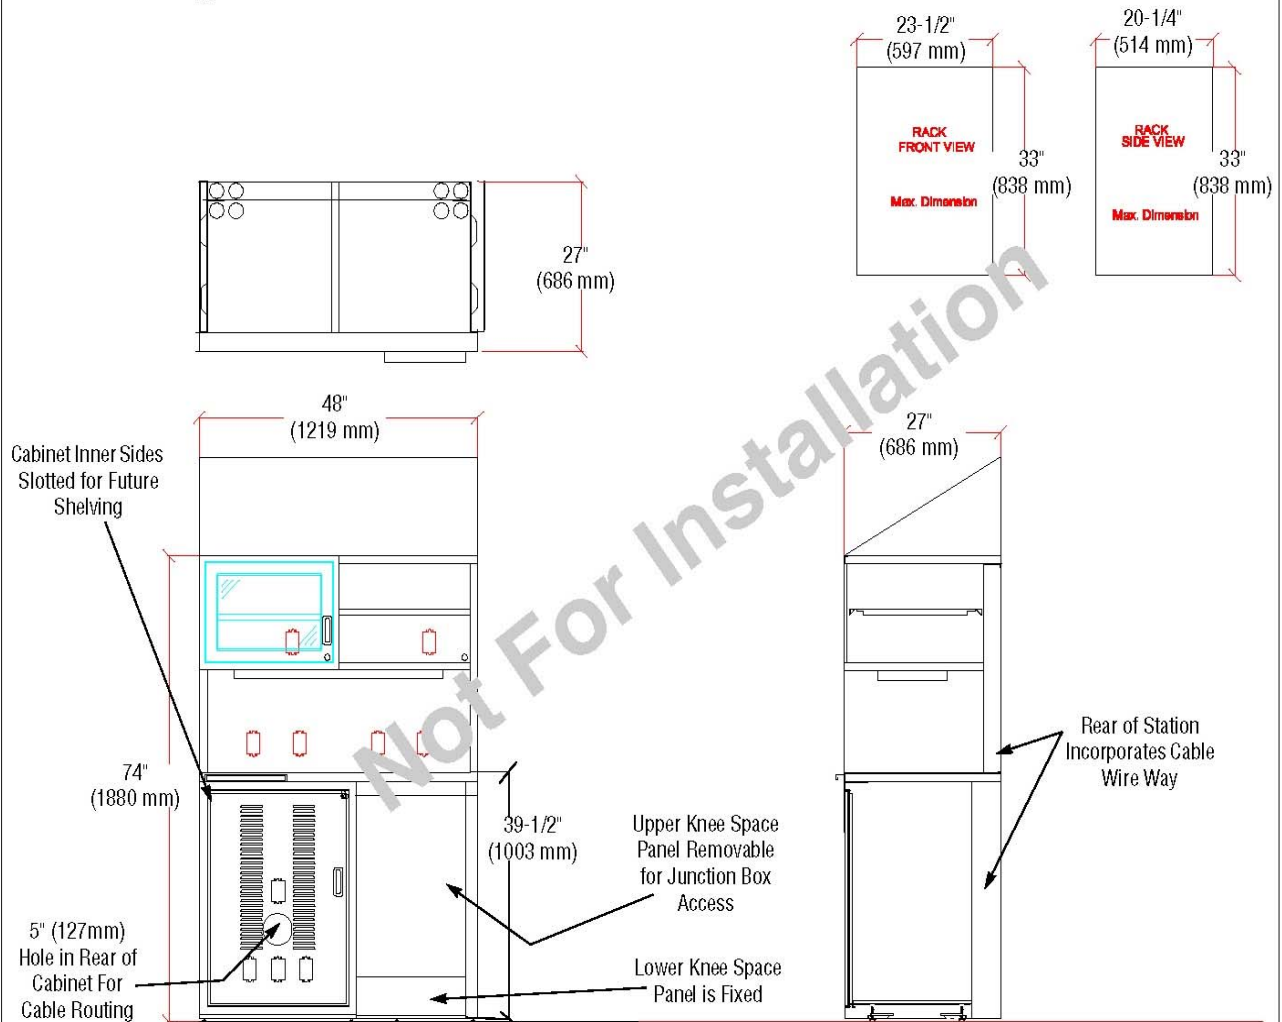 23-1/2"
(597 mm)
20-1/4"
(514 mm)
RACK
FRONT VIEW
Max. Dimension
33"
(838 mm)
RACK
SIDE VIEW
Max. Dimension
33"
(838 mm)
27"
(686 mm)
48"
(1219 mm)
27"
(686 mm)
Cabinet Inner Sides
Slotted for Future
Shelving
Not For Installation
74"
(1880 mm)
39-1/2"
(1003 mm)
Upper Knee Space
Panel Removable
for Junction Box
Access
Rear of Station
Incorporates Cable
Wire Way
5" (127mm)
Hole in Rear of
Cabinet For
Cable Routing
Lower Knee Space
Panel is Fixed